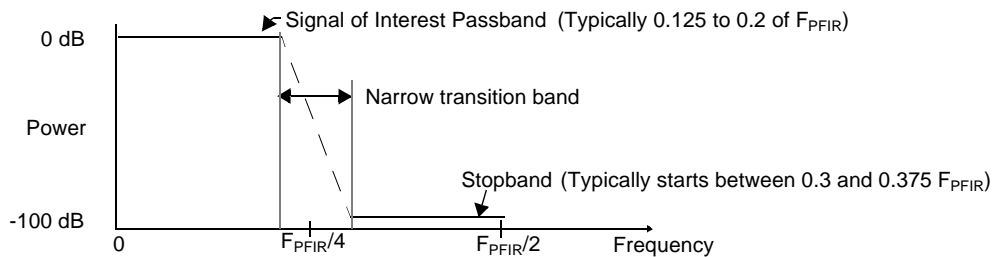 Signal of Interest Passband (Typically 0.125 to 0.2 of FPFIR)
0 dB
Narrow transition band
Power
Stopband (Typically starts between 0.3 and 0.375 FPFIR)
-100 dB
0
FPFIR/4
FPFIR/2
Frequency